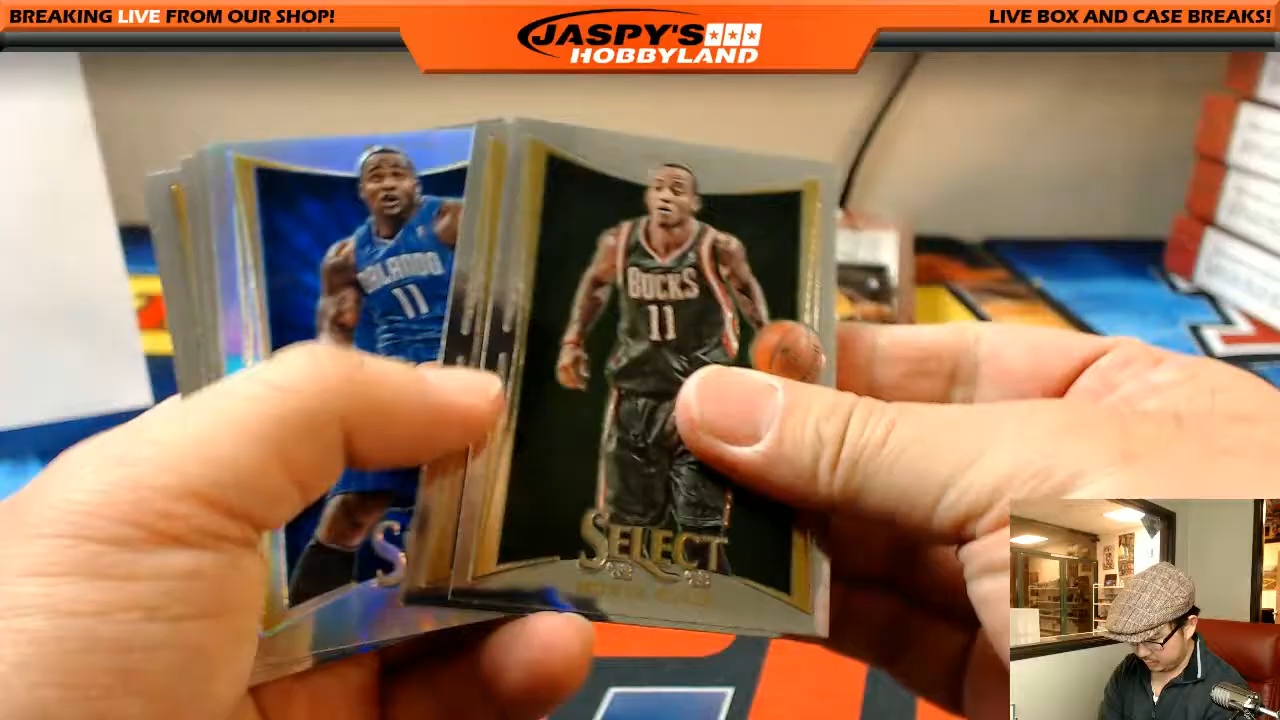 BREAKING LIVE FROM OUR SHOP!
JASPY'S
HOBBYLAND
LIVE BOX AND CASE BREAKS!
ORLANDO
11
BUCKS
11
S
SELECT